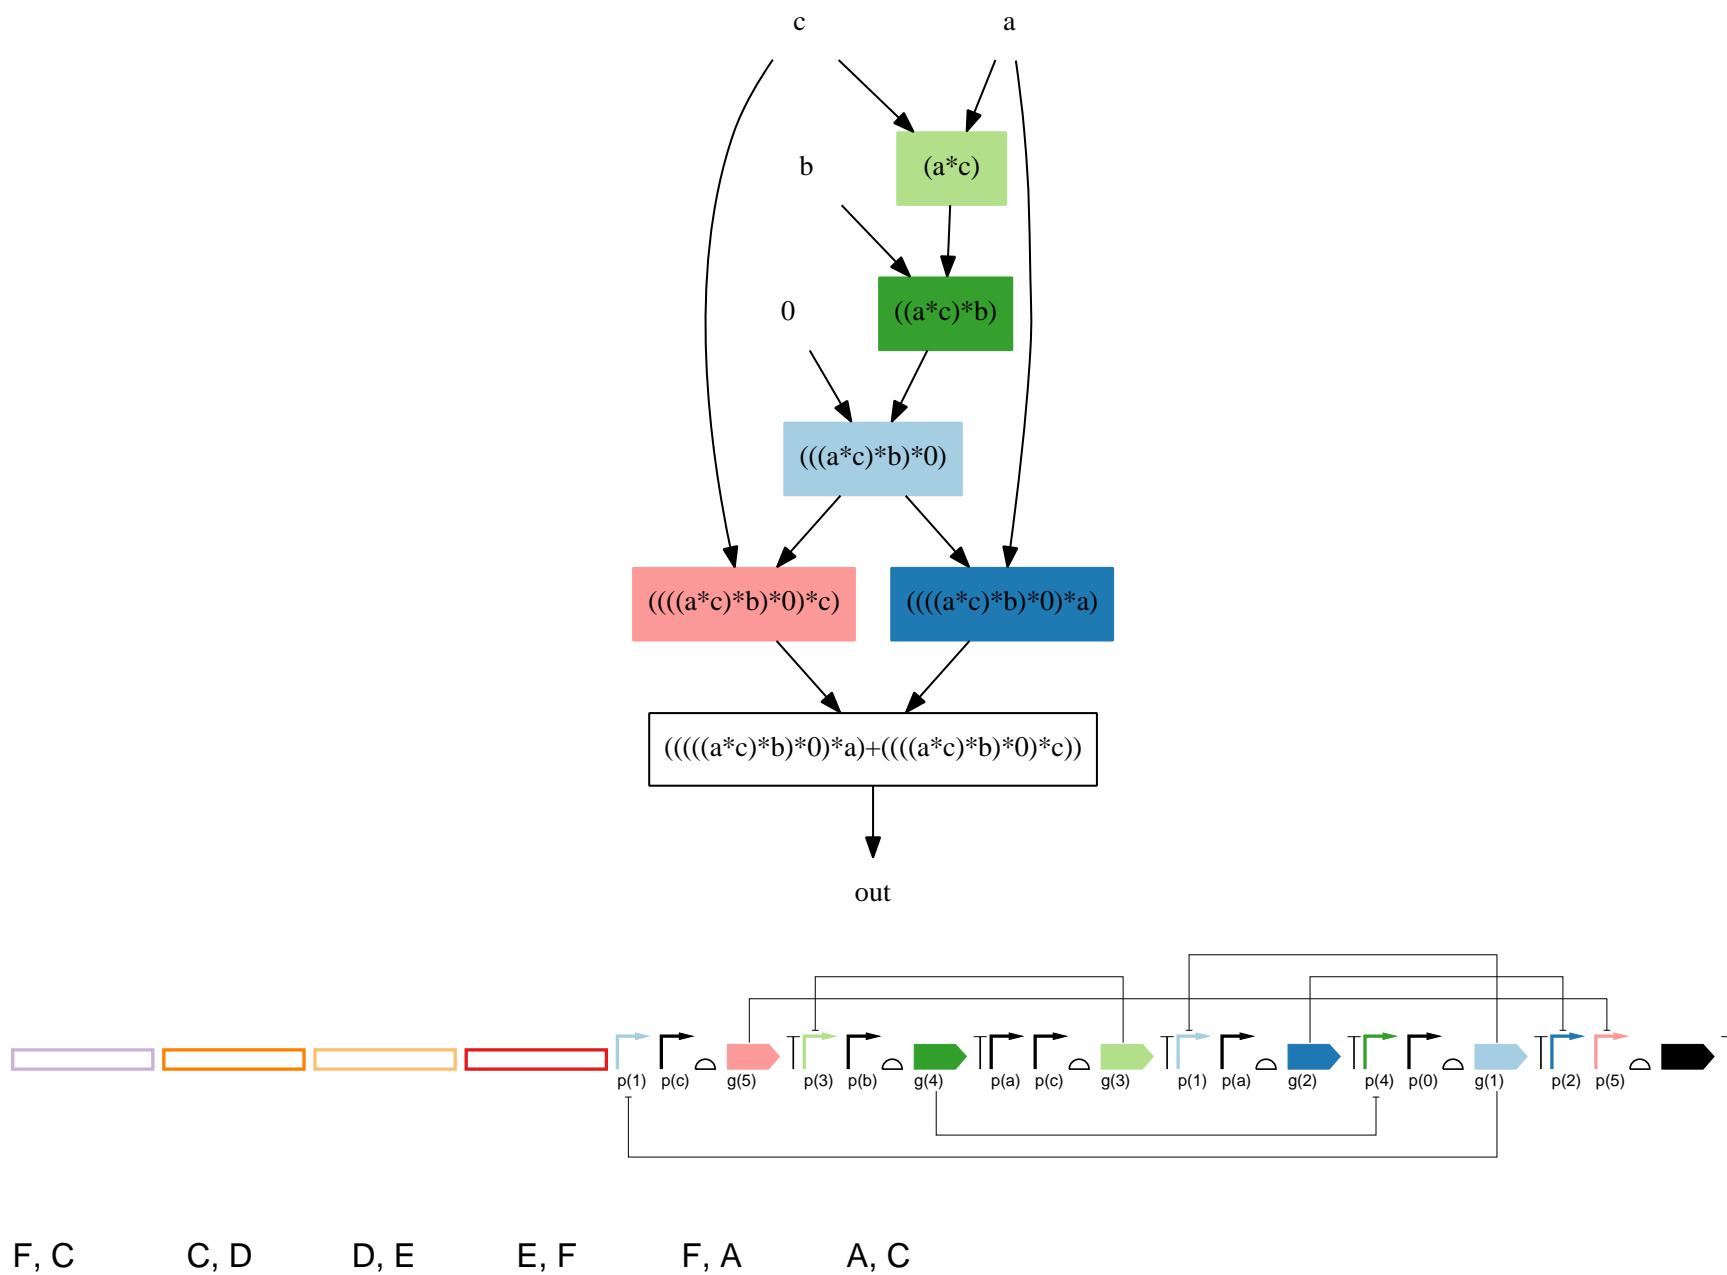 c a
(a*c)
b
((a*c)*b)
0
(((a*c)*b)*0)
((((a*c)*b)*0)*c) ((((a*c)*b)*0)*a)
(((((a*c)*b)*0)*a)+((((a*c)*b)*0)*c))
out
p(1) p(c) g(5) p(3) p(b) g(4) p(a) p(c) g(3) p(1) p(a) g(2) p(4) p(0) g(1) p(2) p(5)
F, C C, D D, E E, F F, A A, C